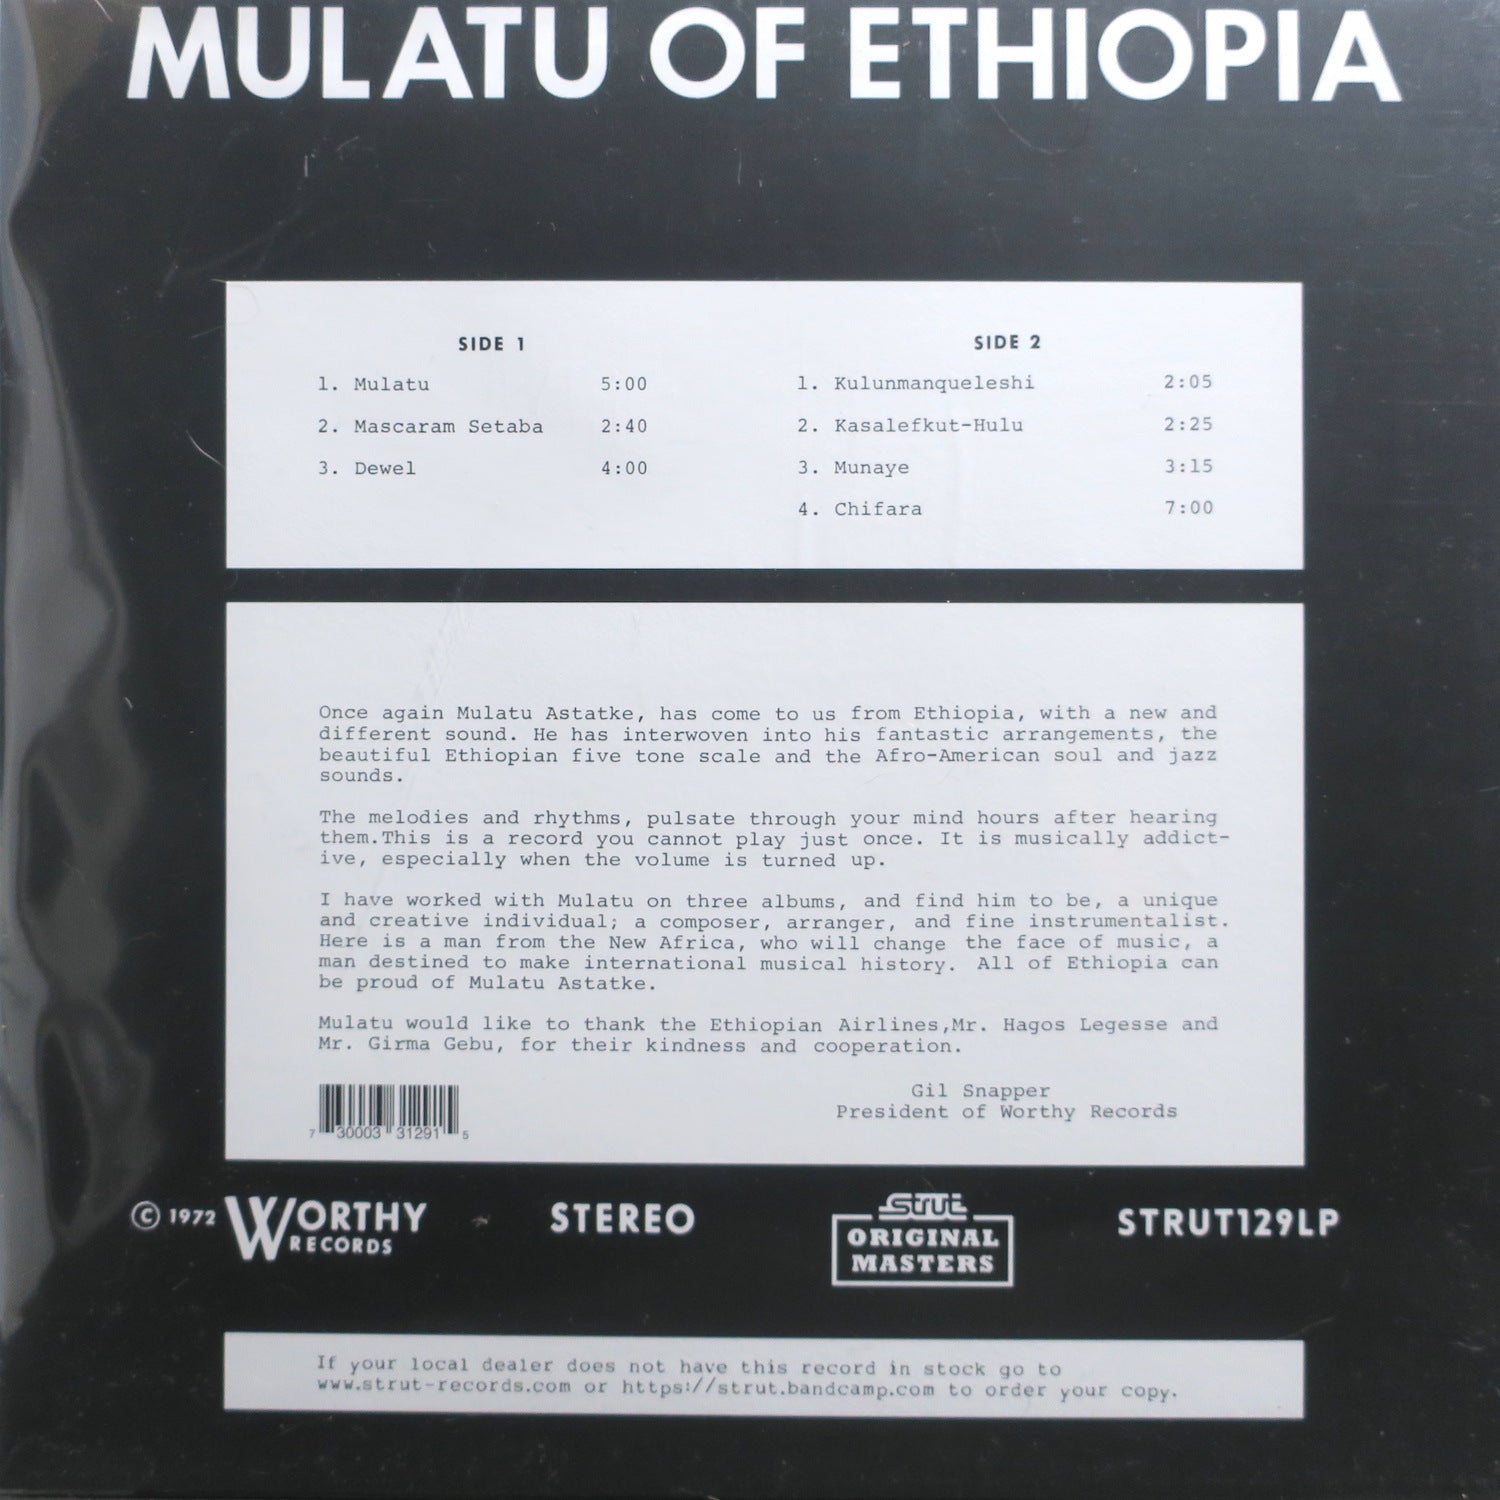 MULATU OF ETHIOPIA
SIDE 1
1. Mulatu 5:00
2. Mascaram Setaba 2:40
3. Dewel 4:00
SIDE 2
1. Kulunmanqueleshi 2:05
2. Kasalefkut-Hulu 2:25
3. Munaye 3:15
4. Chifara 7:00
Once again Mulatu Astatke, has come to us from Ethiopia, with a new and
different sound. He has interwoven into his fantastic arrangements, the
beautiful Ethiopian five tone scale and the Afro-American soul and jazz
sounds.
The melodies and rhythms, pulsate through your mind hours after hearing
them.This is a record you cannot play just once. It is musically addict-
ive, especially when the volume is turned up.
I have worked with Mulatu on three albums, and find him to be, a unique
and creative individual; a composer, arranger, and fine instrumentalist.
Here is a man from the New Africa, who will change the face of music, a
man destined to make international musical history. All of Ethiopia can
be proud of Mulatu Astatke.
Mulatu would like to thank the Ethiopian Airlines,Mr. Hagos Legesse and
Mr. Girma Gebu, for their kindness and cooperation.
Gil Snapper
President of Worthy Records
7 30003 31291 5
© 1972 WORTHY RECORDS
STEREO
strut
ORIGINAL
MASTERS
STRUT129LP
If your local dealer does not have this record in stock go to
www.strut-records.com or https://strut.bandcamp.com to order your copy.